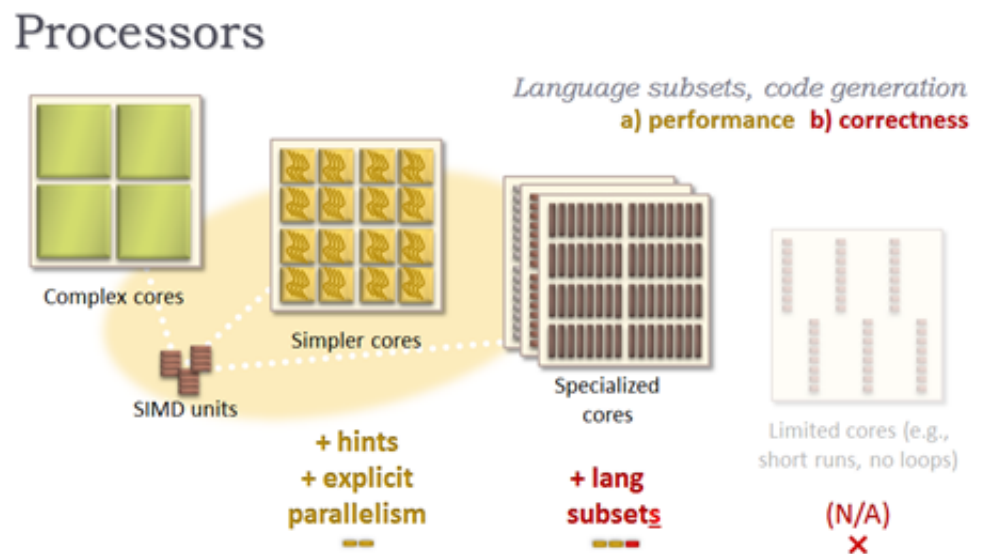 Processors
Language subsets, code generation
a) performance b) correctness
Complex cores
Simpler cores
SIMD units
Specialized
cores
Limited cores (e.g.,
short runs, no loops)
+ hints
+ explicit
parallelism
+ lang
subsets
(N/A)